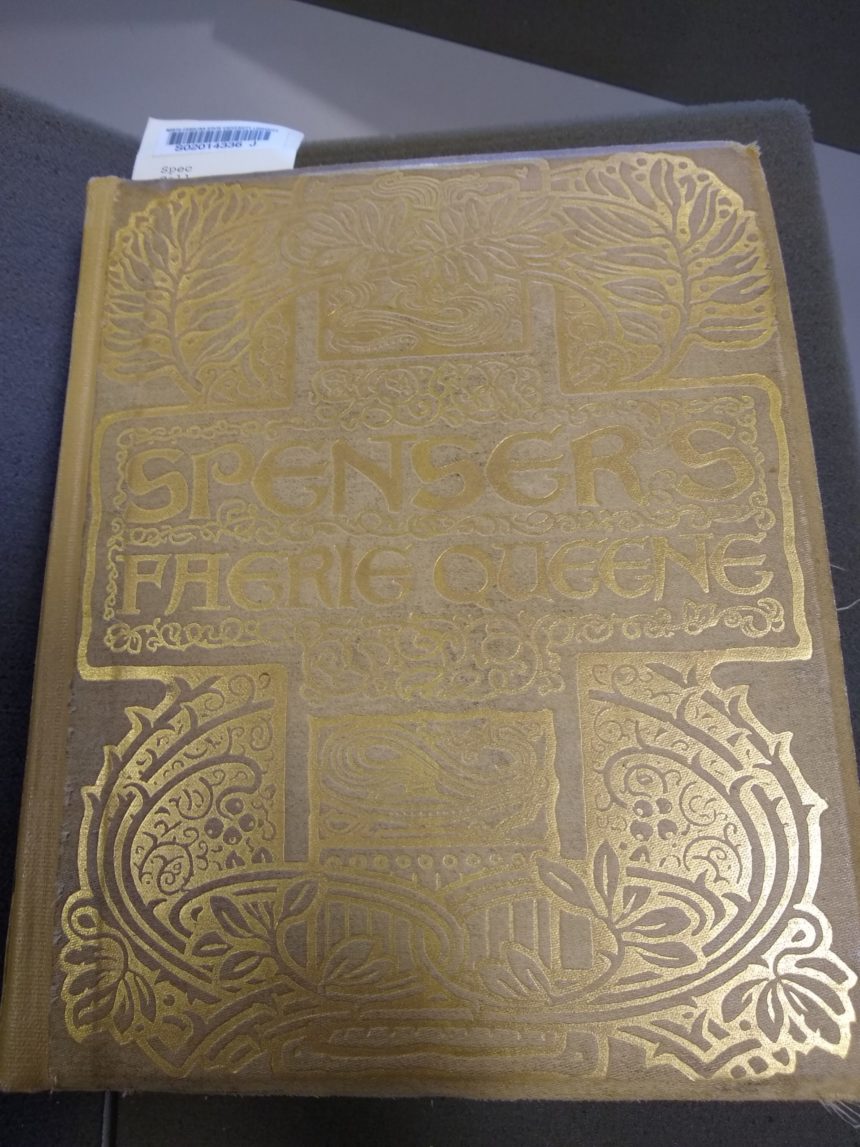 S02014336 J
Spec
SPENSER'S
FAERIE QUEENE